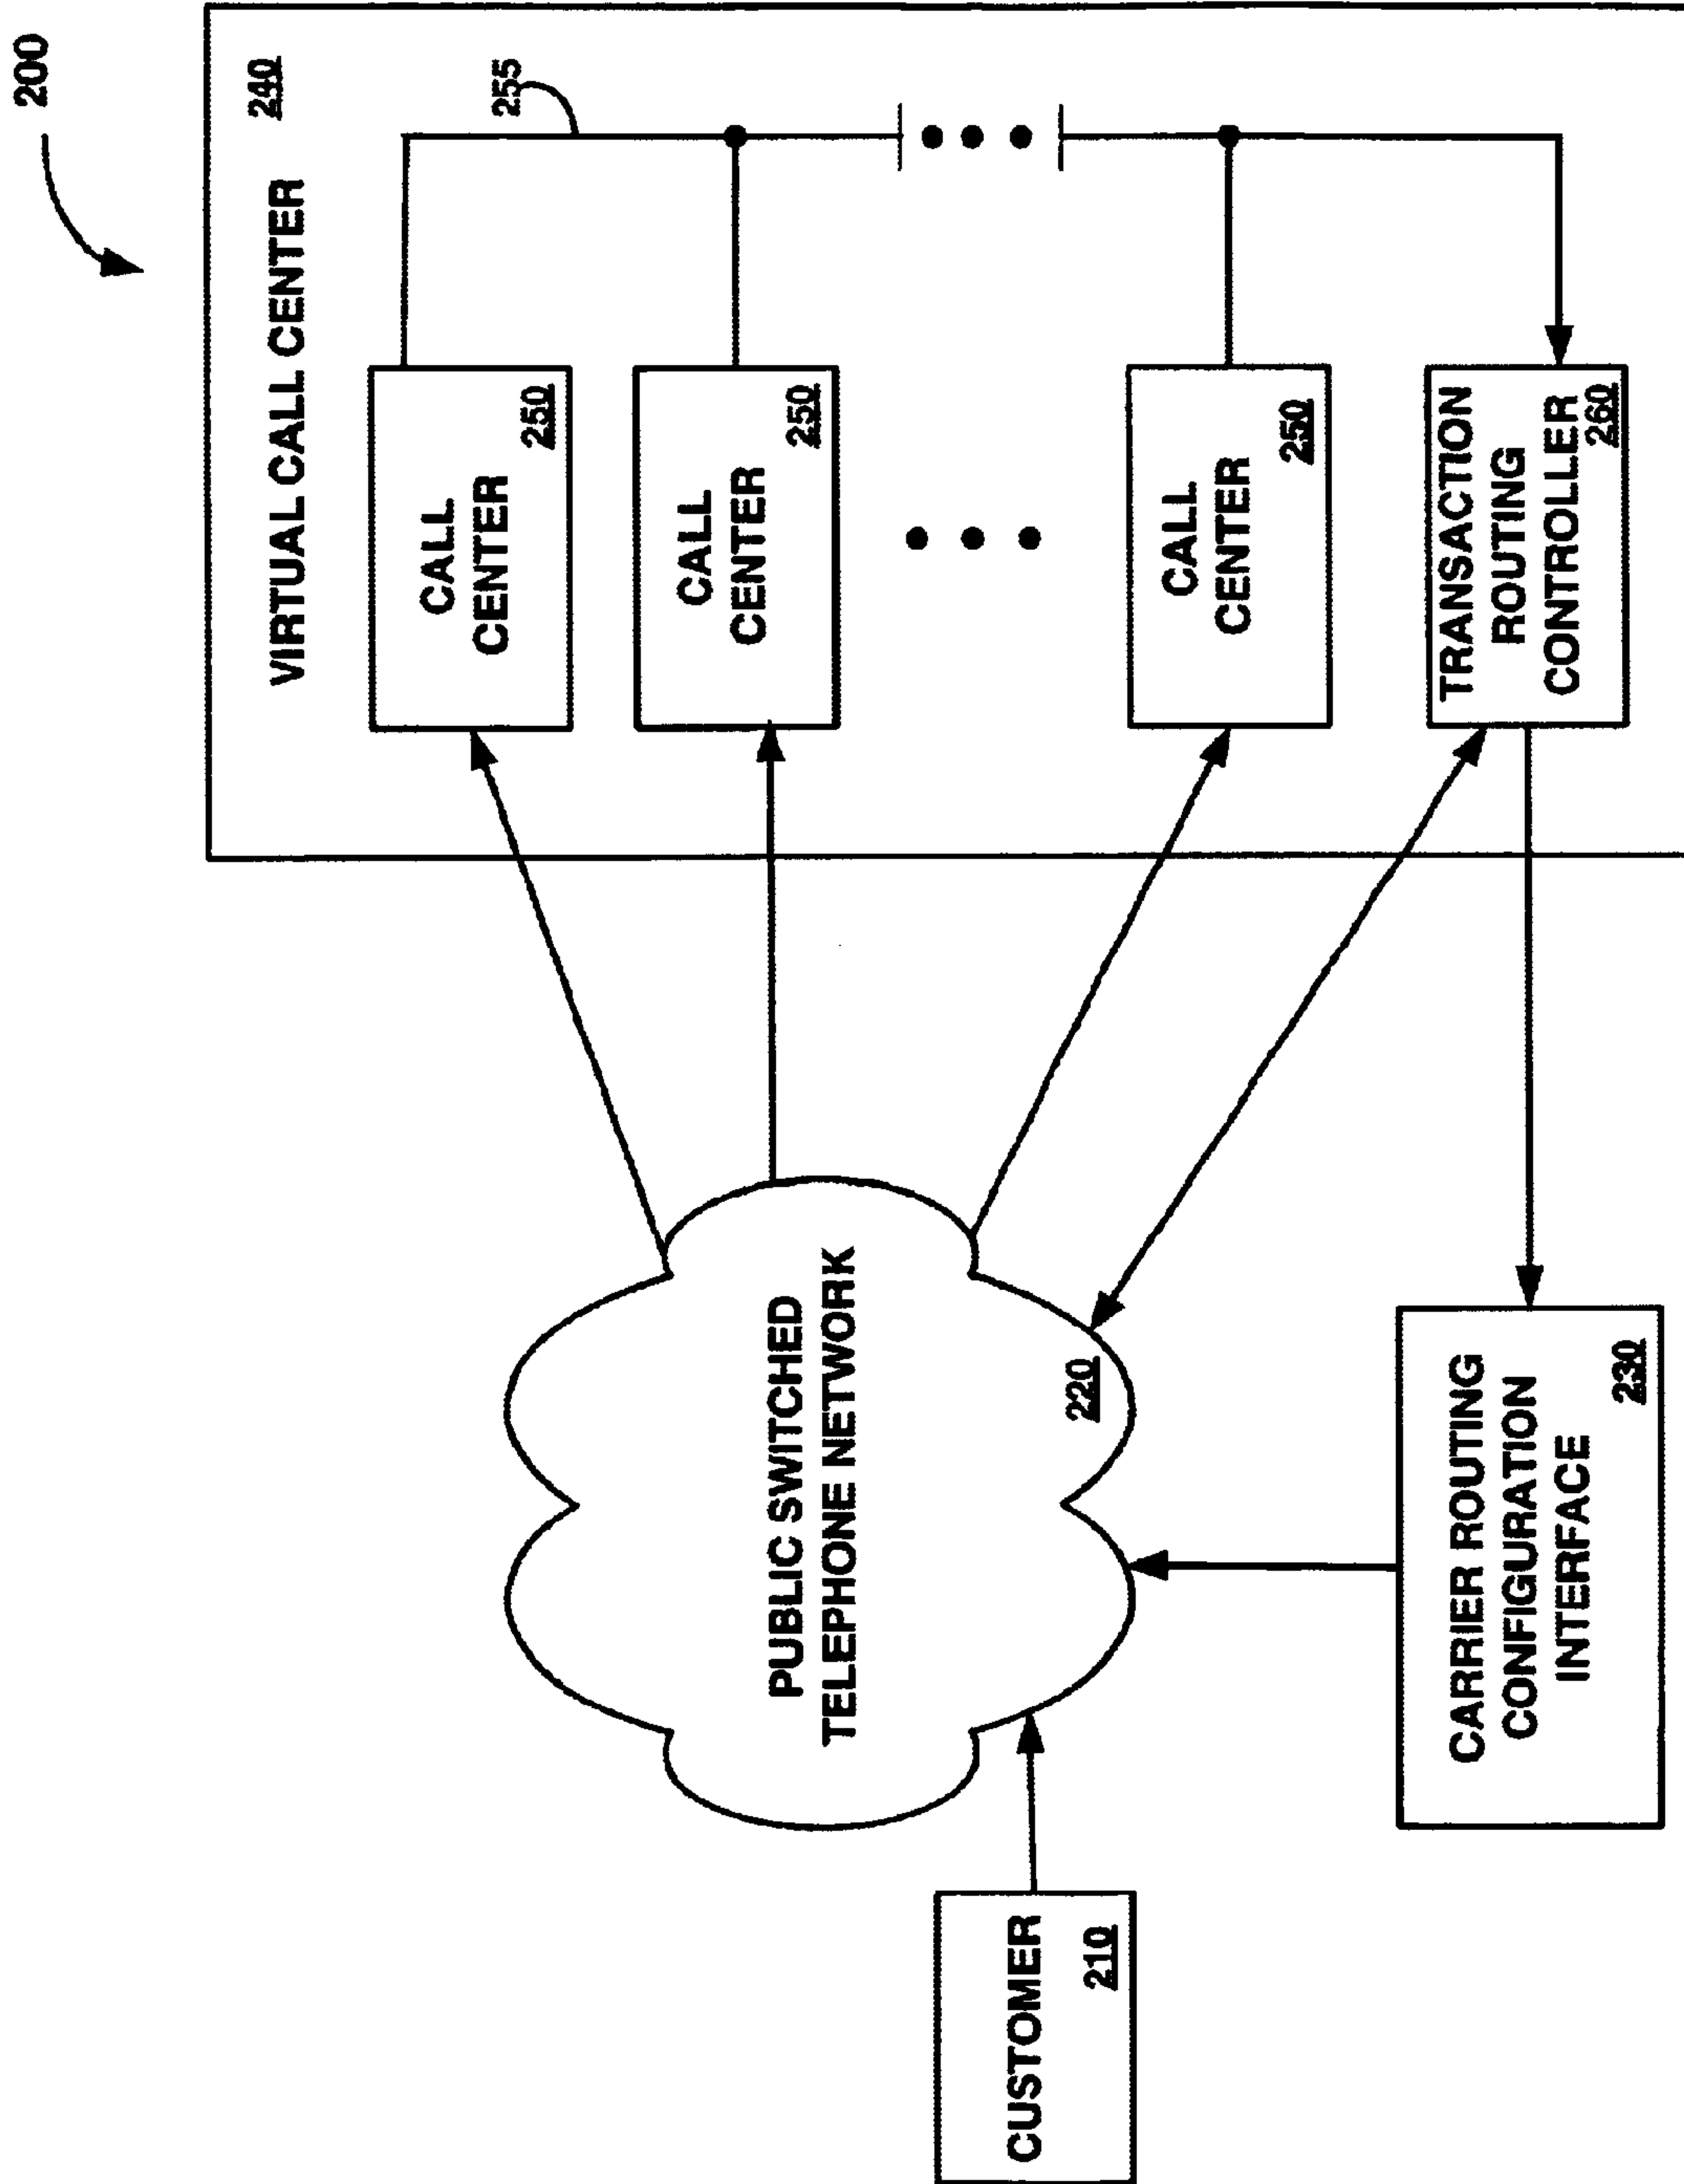 200
VIRTUAL CALL CENTER 240
255
CALL
CENTER
250
CALL
CENTER
250
CALL
CENTER
250
TRANSACTION
ROUTING
CONTROLLER
260
PUBLIC SWITCHED
TELEPHONE NETWORK
220
CARRIER ROUTING
CONFIGURATION
INTERFACE
230
CUSTOMER
210